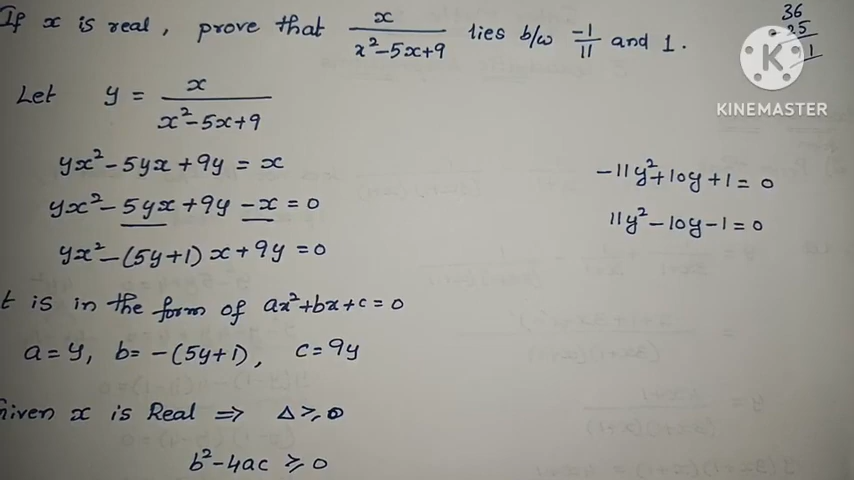 If x is real, prove that x/(x²-5x+9) lies b/w -1/11 and 1.
36
25
1
KINEMASTER
Let y = x/(x²-5x+9)
yx² - 5yx + 9y = x
yx² - 5yx + 9y - x = 0
yx² - (5y+1) x + 9y = 0
-11y² + 10y + 1 = 0
11y² - 10y - 1 = 0
t is in the form of ax² + bx + c = 0
a = y, b = -(5y+1), c = 9y
Given x is Real ⇒ Δ ≥ 0
b² - 4ac ≥ 0